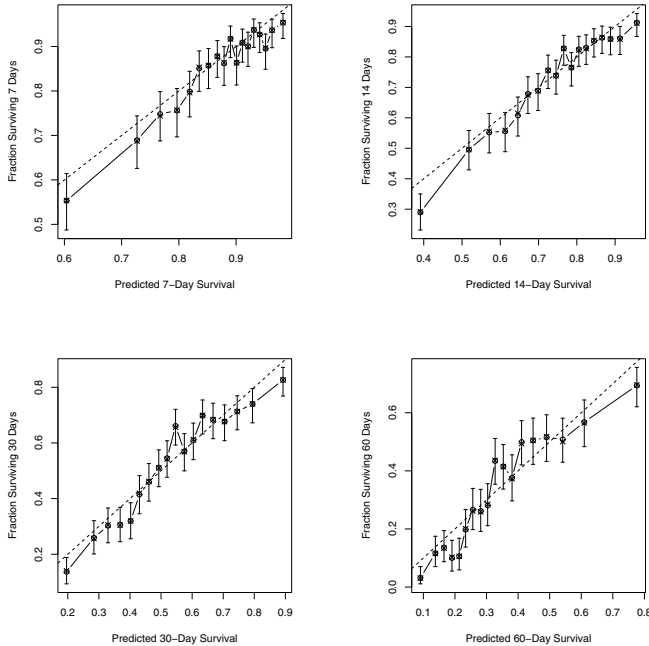 Fraction Surviving 7 Days
0.5 0.6 0.7 0.8 0.9
0.6 0.7 0.8 0.9
Predicted 7−Day Survival
Fraction Surviving 14 Days
0.3 0.4 0.5 0.6 0.7 0.8 0.9
0.4 0.5 0.6 0.7 0.8 0.9
Predicted 14−Day Survival
Fraction Surviving 30 Days
0.2 0.4 0.6 0.8
0.2 0.3 0.4 0.5 0.6 0.7 0.8 0.9
Predicted 30−Day Survival
Fraction Surviving 60 Days
0.0 0.2 0.4 0.6
0.1 0.2 0.3 0.4 0.5 0.6 0.7 0.8
Predicted 60−Day Survival